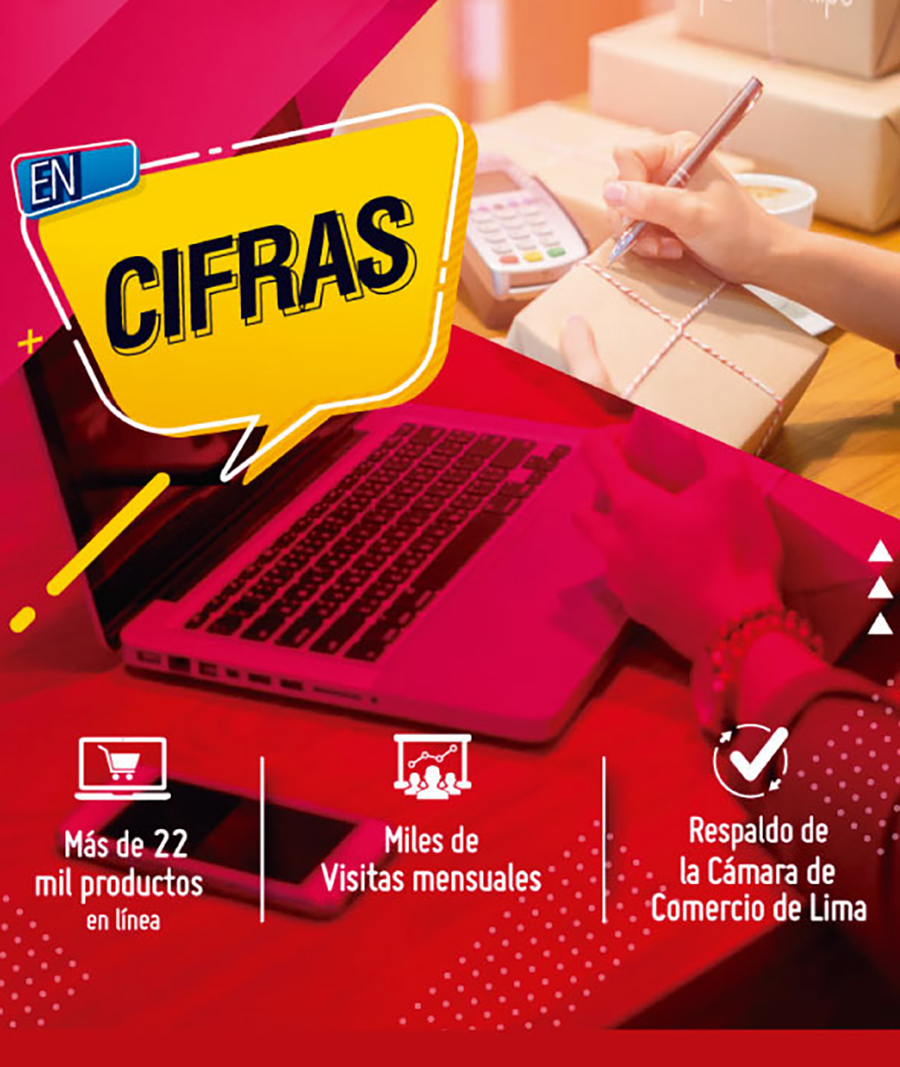 EN
CIFRAS
Más de 22
mil productos
en línea
Miles de
Visitas mensuales
Respaldo de
la Cámara de
Comercio de Lima